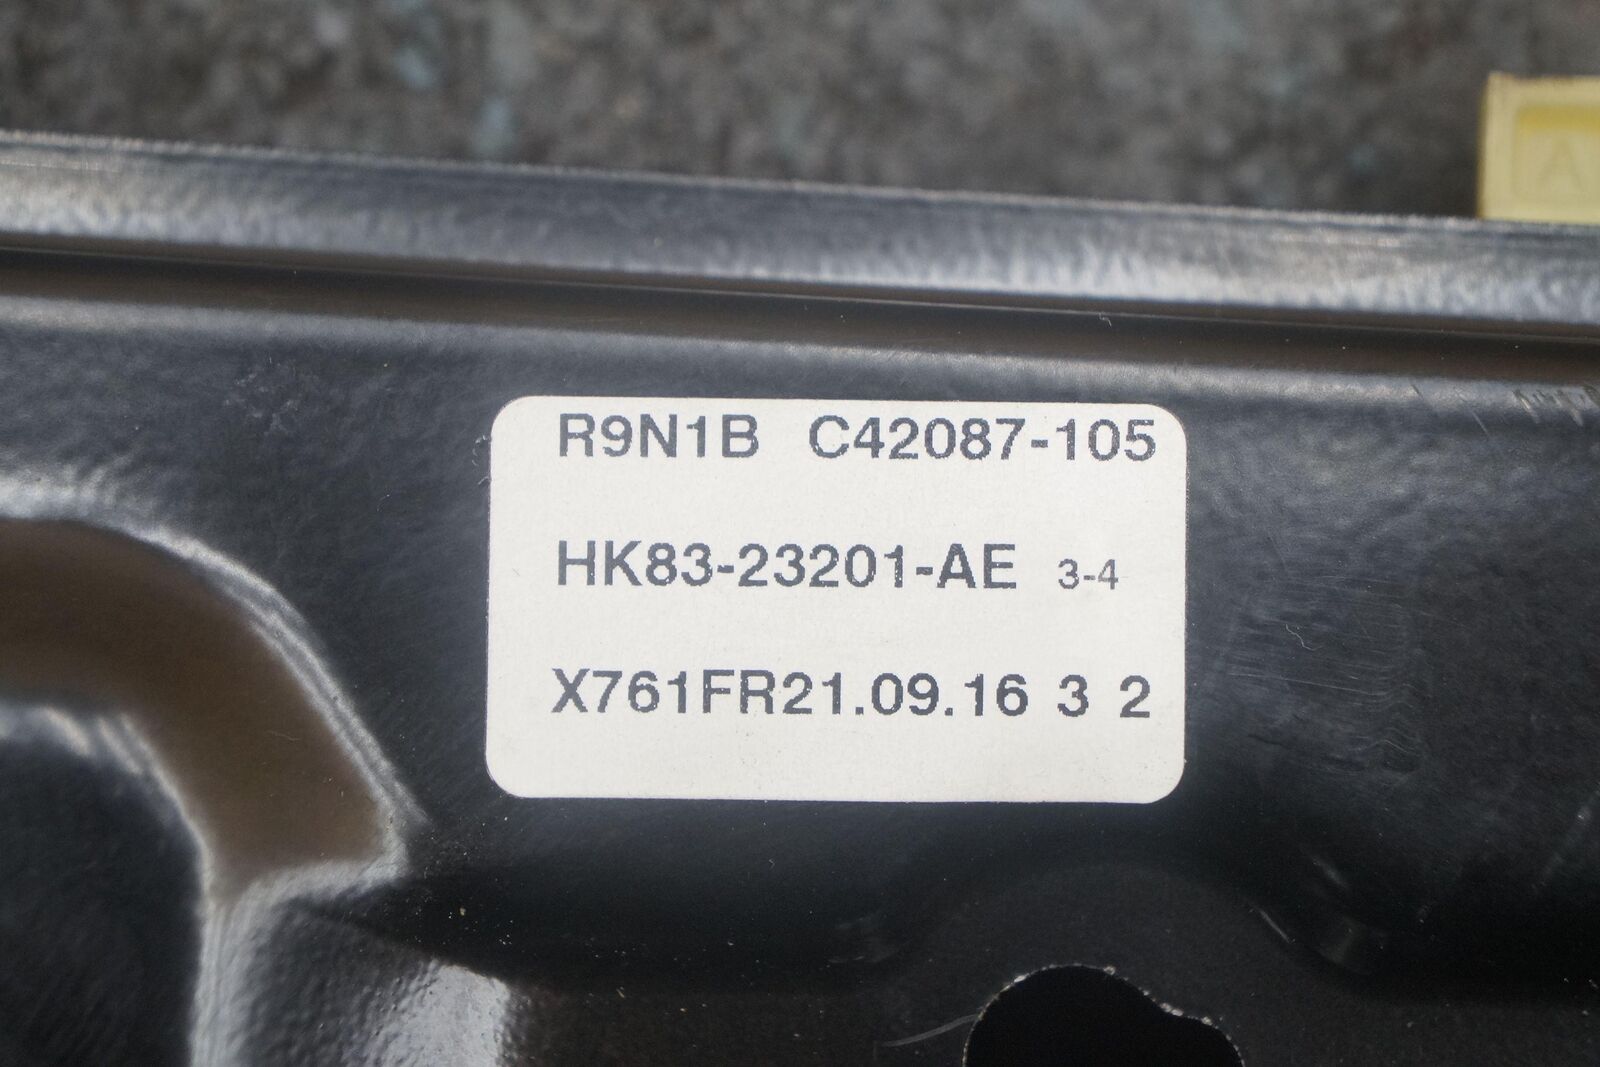 A
R9N1B C42087-105
HK83-23201-AE 3-4
X761FR21.09.16 3 2